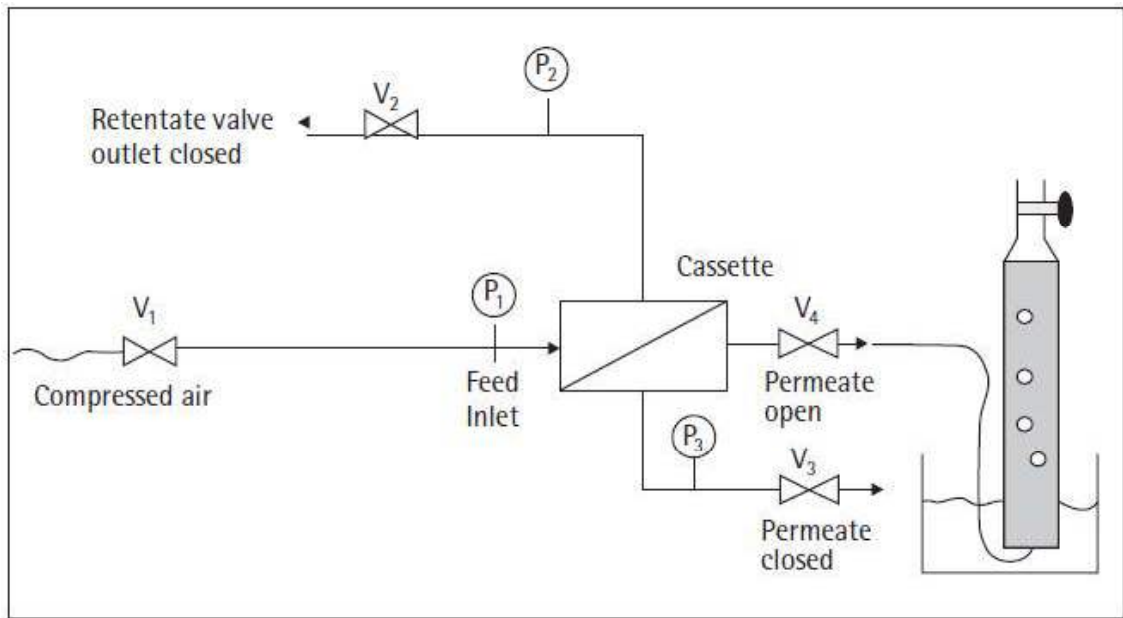 P2
V2
Retentate valve
outlet closed
Cassette
P1
V1
V4
Compressed air
Feed
Inlet
Permeate
open
P3
V3
Permeate
closed